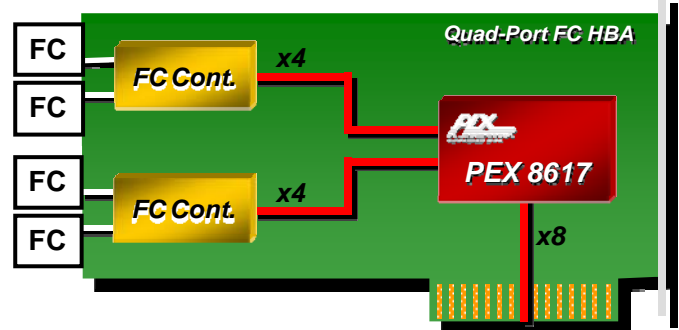 Quad-Port FC HBA
FC
FC Cont.
x4
FC
PEX
PEX 8617
FC
FC Cont.
x4
FC
x8